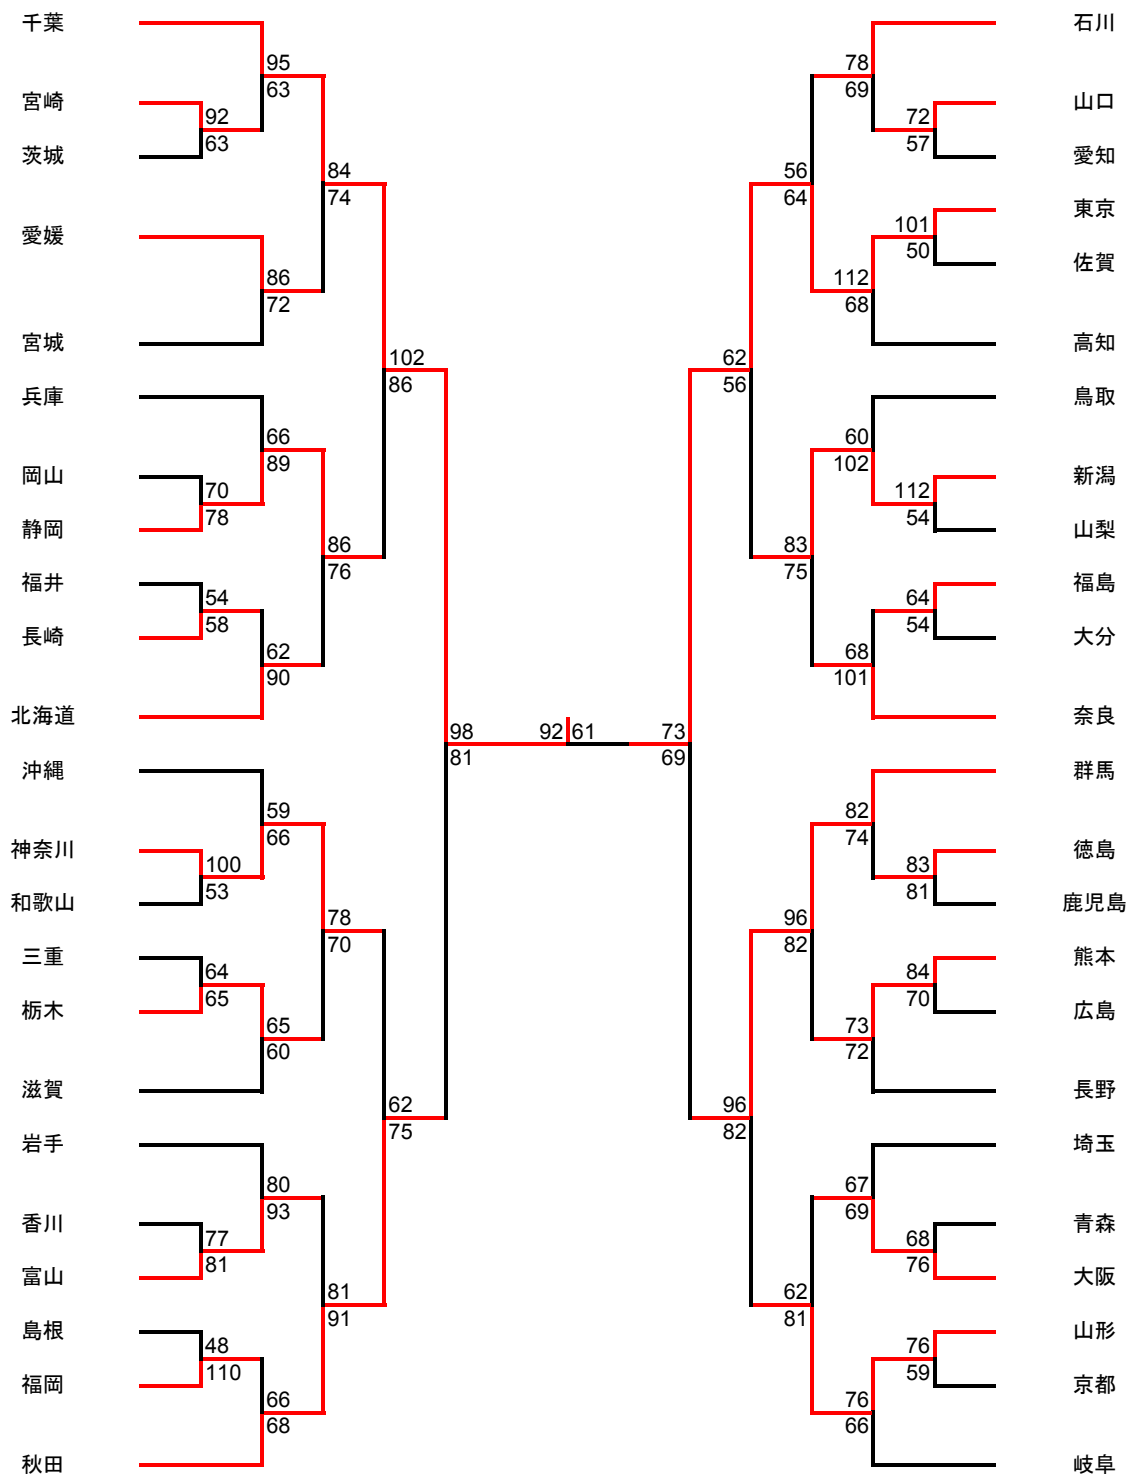 千葉
石川
95
78
63
69
宮崎
山口
92
72
63
57
茨城
愛知
84
56
74
64
東京
愛媛
101
50
佐賀
86
112
72
68
宮城
高知
102
62
86
56
兵庫
鳥取
66
60
89
102
岡山
新潟
70
112
78
54
静岡
山梨
86
83
76
75
福井
福島
54
64
58
54
長崎
大分
62
68
90
101
北海道
奈良
98
92
61
73
81
69
沖縄
群馬
59
82
66
74
神奈川
徳島
100
83
53
81
和歌山
鹿児島
78
96
70
82
三重
熊本
64
84
65
70
栃木
広島
65
73
60
72
滋賀
長野
62
96
75
82
岩手
埼玉
80
67
93
69
香川
青森
77
68
81
76
富山
大阪
81
62
91
81
島根
山形
48
76
110
59
福岡
京都
66
76
68
66
秋田
岐阜